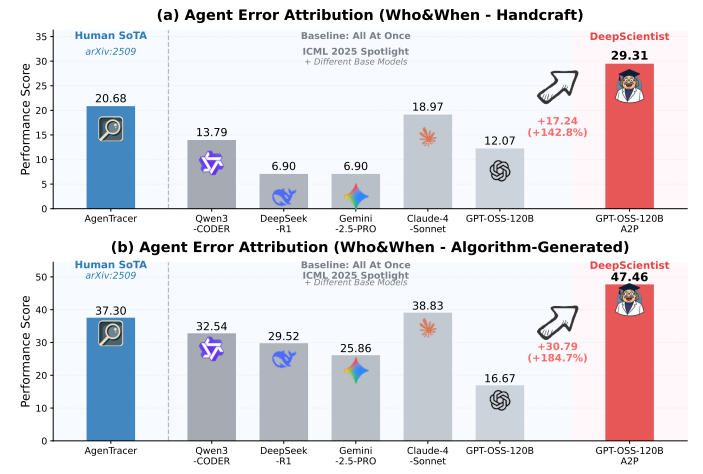 (a) Agent Error Attribution (Who&When - Handcraft)
Performance Score
35
30
25
20
15
10
5
0
Human SoTA
arXiv:2509
Baseline: All At Once
ICML 2025 Spotlight
+ Different Base Models
DeepScientist
20.68
13.79
6.90
6.90
18.97
12.07
29.31
+17.24
(+142.8%)
AgenTracer
Qwen3
-CODER
DeepSeek
-R1
Gemini
-2.5-PRO
Claude-4
-Sonnet
GPT-OSS-120B
GPT-OSS-120B
A2P
(b) Agent Error Attribution (Who&When - Algorithm-Generated)
Performance Score
50
40
30
20
10
0
Human SoTA
arXiv:2509
Baseline: All At Once
ICML 2025 Spotlight
+ Different Base Models
DeepScientist
37.30
32.54
29.52
25.86
38.83
16.67
47.46
+30.79
(+184.7%)
AgenTracer
Qwen3
-CODER
DeepSeek
-R1
Gemini
-2.5-PRO
Claude-4
-Sonnet
GPT-OSS-120B
GPT-OSS-120B
A2P